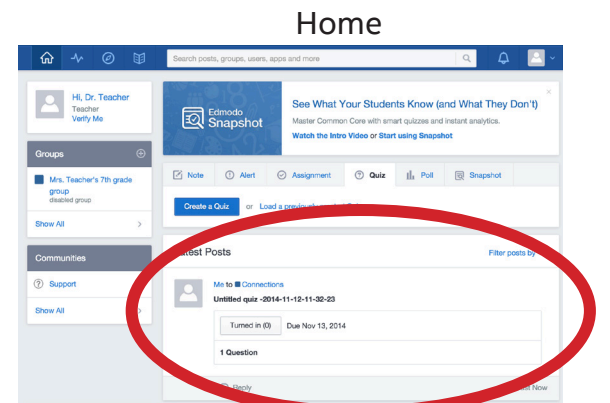 Home
Search posts, groups, users, apps and more
Hi, Dr. Teacher
Teacher
Verify Me
Groups
Mrs. Teacher's 7th grade
group
disabled group
Show All
Communities
Support
Show All
Edmodo
Snapshot
See What Your Students Know (and What They Don't)
Master Common Core with smart quizzes and instant analytics.
Watch the Intro Video or Start using Snapshot
Note Alert Assignment Quiz Poll Snapshot
Create a Quiz or Load a previously
Posts
Filter posts by
Me to Connections
Untitled quiz -2014-11-12-11-32-23
Turned in (0) Due Nov 13, 2014
1 Question
Reply
Now